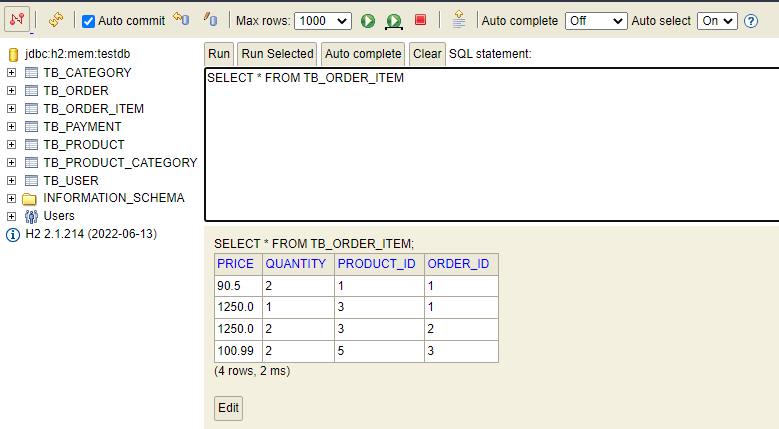 Auto commit Max rows: 1000 Auto complete Off Auto select On
jdbc:h2:mem:testdb
TB_CATEGORY
TB_ORDER
TB_ORDER_ITEM
TB_PAYMENT
TB_PRODUCT
TB_PRODUCT_CATEGORY
TB_USER
INFORMATION_SCHEMA
Users
H2 2.1.214 (2022-06-13)
Run Run Selected Auto complete Clear SQL statement:
SELECT * FROM TB_ORDER_ITEM
SELECT * FROM TB_ORDER_ITEM;
PRICE QUANTITY PRODUCT_ID ORDER_ID
90.5 2 1 1
1250.0 1 3 1
1250.0 2 3 2
100.99 2 5 3
(4 rows, 2 ms)
Edit